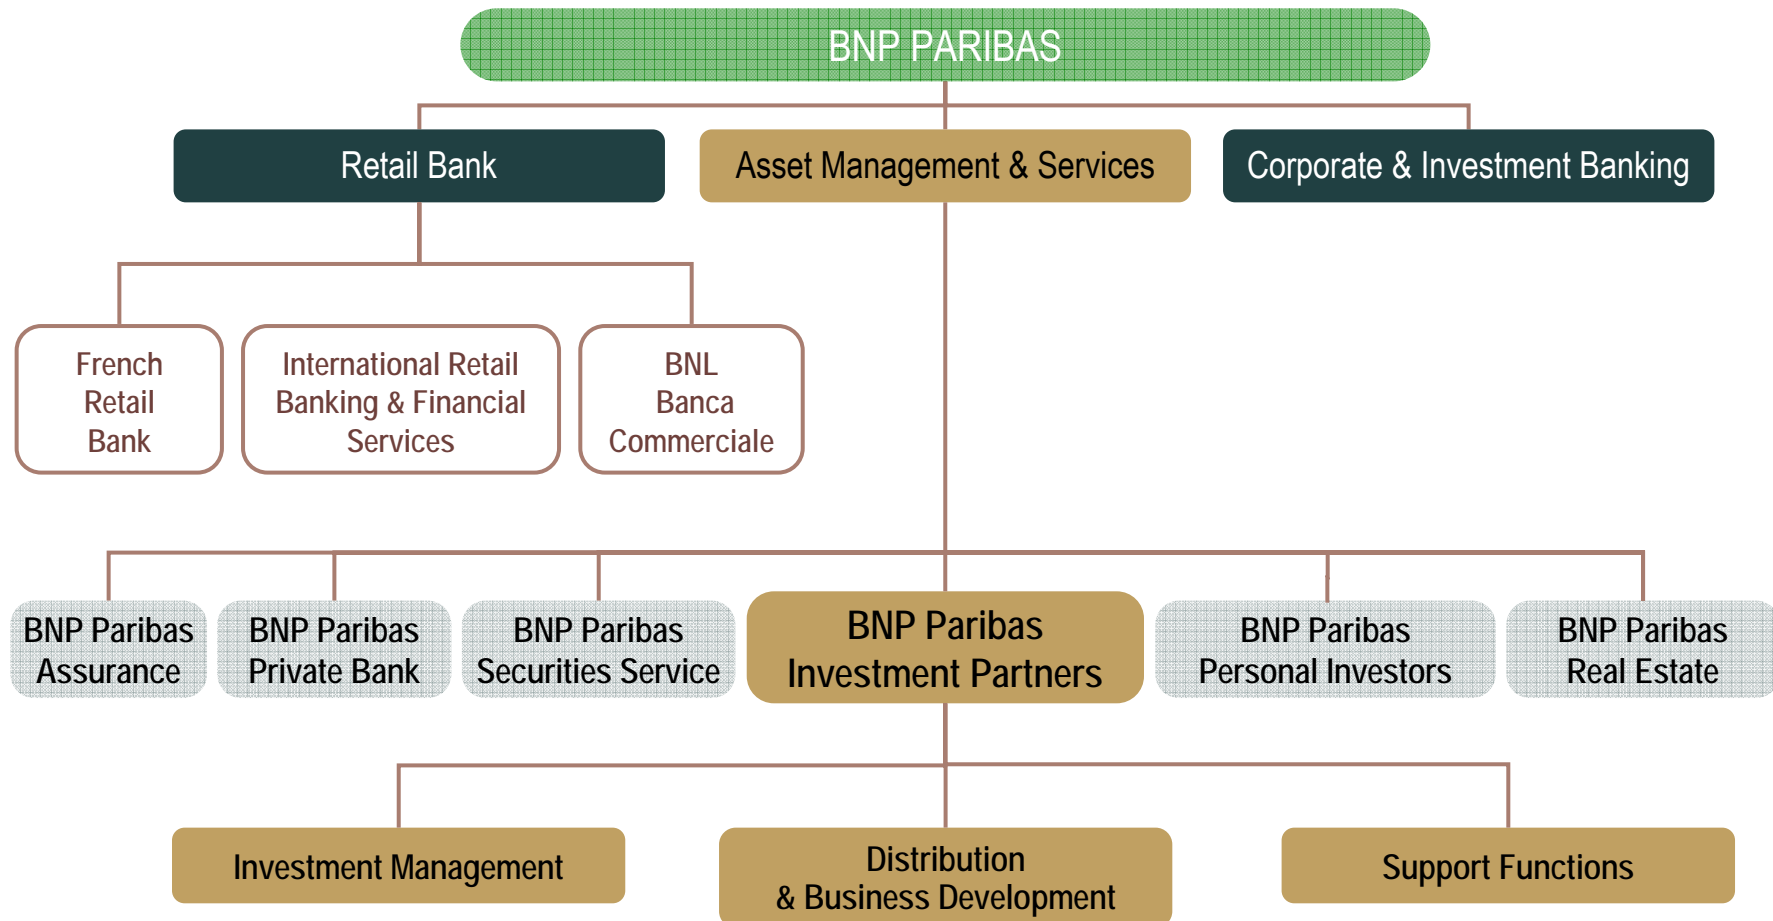 BNP PARIBAS
Retail Bank
Asset Management & Services
Corporate & Investment Banking
French
Retail
Bank
International Retail
Banking & Financial
Services
BNL
Banca
Commerciale
BNP Paribas
Assurance
BNP Paribas
Private Bank
BNP Paribas
Securities Service
BNP Paribas
Investment Partners
BNP Paribas
Personal Investors
BNP Paribas
Real Estate
Investment Management
Distribution
& Business Development
Support Functions